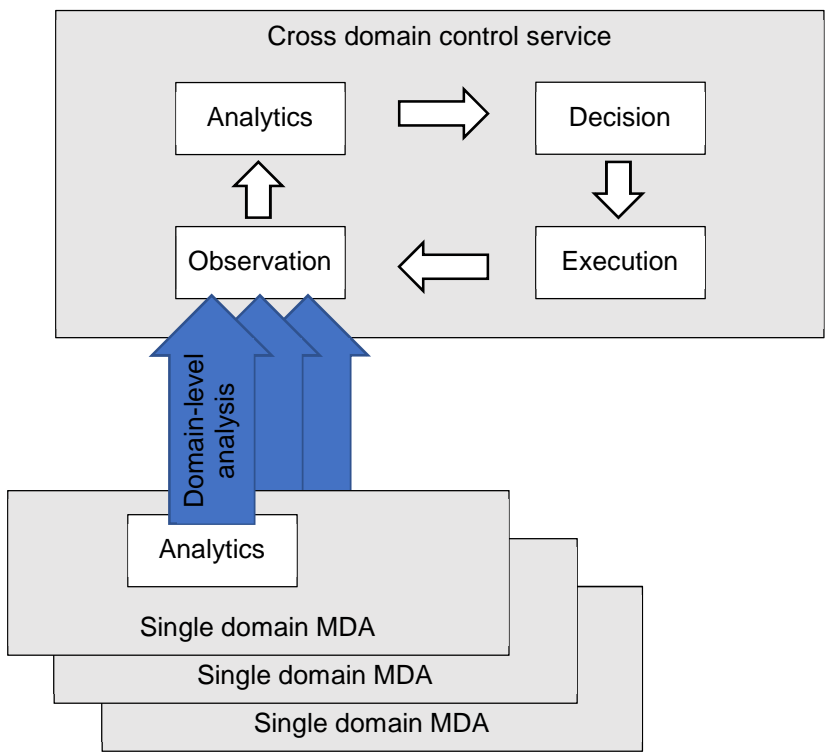 Cross domain control service
Analytics
Decision
Observation
Execution
Domain-level
analysis
Analytics
Single domain MDA
Single domain MDA
Single domain MDA